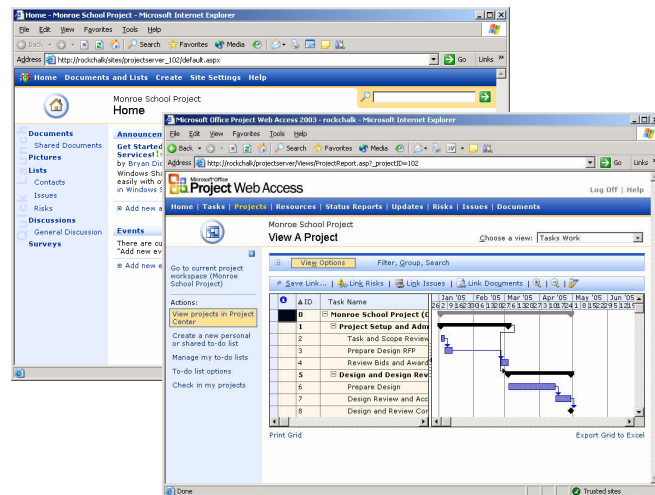 Home - Monroe School Project - Microsoft Internet Explorer
File Edit View Favorites Tools Help
Back Search Favorites Media
Address http://rockchalk/sites/projectserver_102/default.aspx Go Links »
Home Documents and Lists Create Site Settings Help
Monroe School Project
Home
Quick Launch
Documents
Shared Documents
Pictures
Lists
Contacts
Issues
Risks
Discussions
General Discussion
Surveys
Announcem
Get Started
Services!
by Bryan Dic
Windows Sha
easily with o
in Windows S
Add new a
Events
There are cu
"Add new ev
Add new e
Microsoft Office Project Web Access 2003 - rockchalk - Microsoft Internet Explorer
File Edit View Favorites Tools Help
Back Search Favorites Media
Address http://rockchalk/projectserver/Views/ProjectReport.asp?_projectID=102 Go Links
Microsoft Office
Project Web Access
Log Off | Help
Home | Tasks | Projects | Resources | Status Reports | Updates | Risks | Issues | Documents
Monroe School Project
View A Project
Choose a view: Tasks Work
View Options Filter, Group, Search
Save Link... | Link Risks | Link Issues | Link Documents
Go to current project
workspace (Monroe
School Project)
Actions:
View projects in Project
Center
Create a new personal
or shared to-do list
Manage my to-do lists
To-do list options
Check in my projects
ID Task Name
Jan '05 Feb '05 Mar '05 Apr '05 May '05 Jun '05
0 Monroe School Project (C
1 Project Setup and Adm
2 Task and Scope Review
3 Prepare Design RFP
4 Review Bids and Award
5 Design and Design Rev
6 Prepare Design
7 Design Review and Acc
8 Design and Review Cor
Print Grid
Export Grid to Excel
Done
Trusted sites